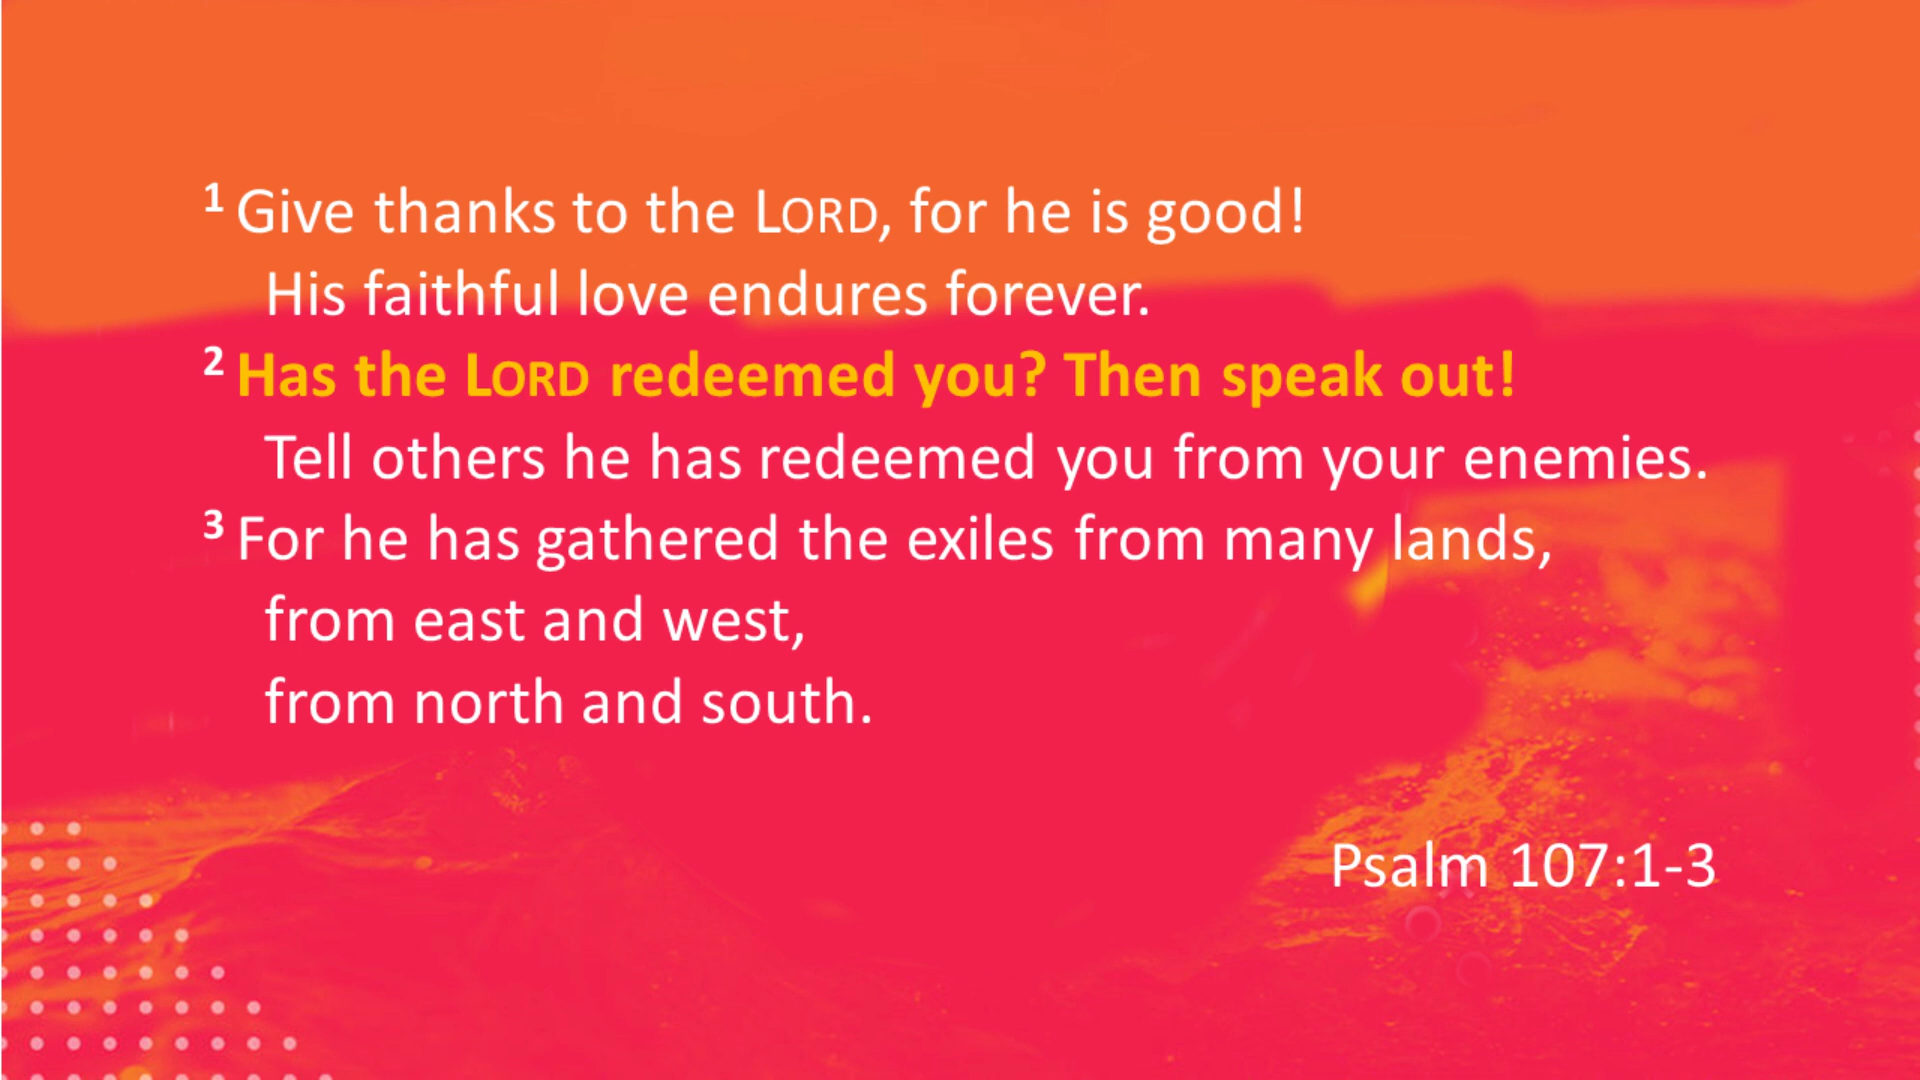 1 Give thanks to the LORD, for he is good!
His faithful love endures forever.
2 Has the LORD redeemed you? Then speak out!
Tell others he has redeemed you from your enemies.
3 For he has gathered the exiles from many lands,
from east and west,
from north and south.
Psalm 107:1-3